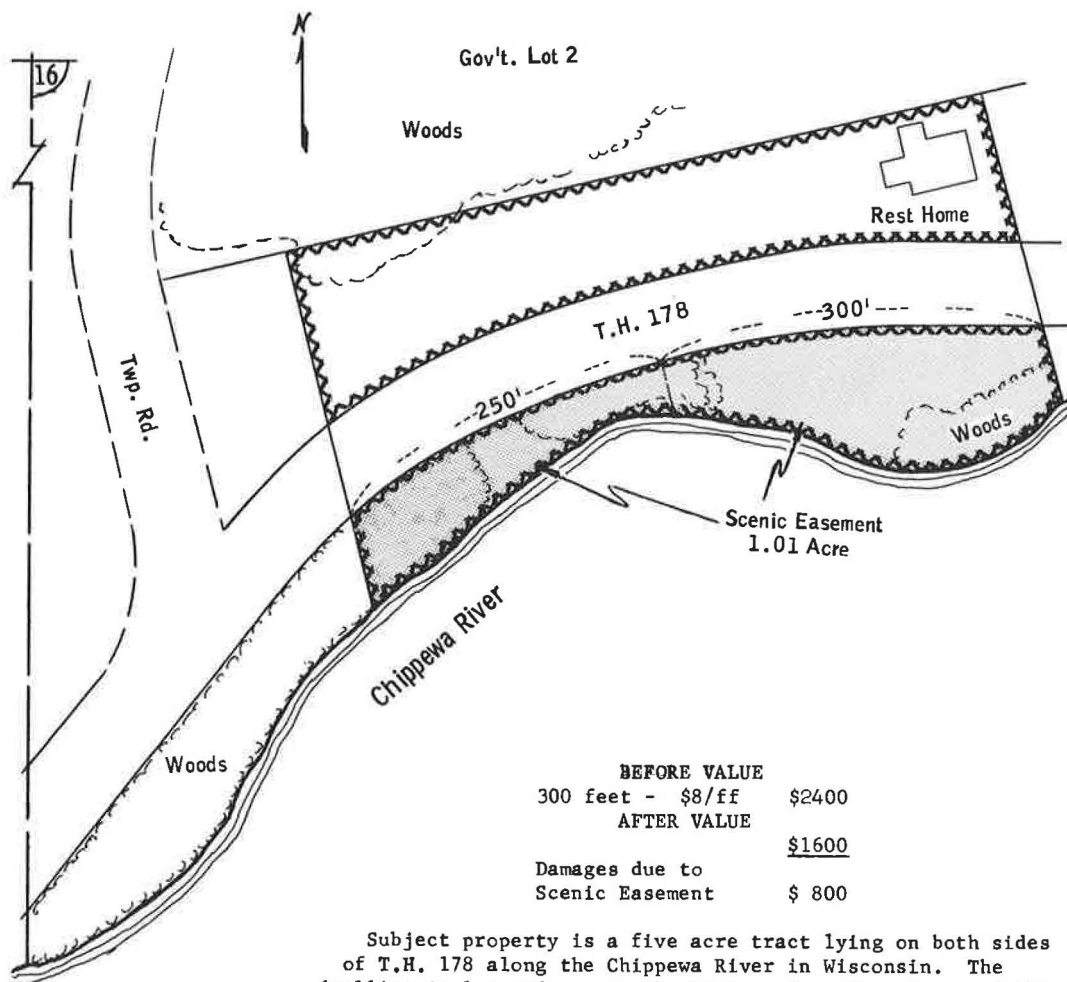 N
16
Gov't. Lot 2
Woods
Rest Home
T.H. 178
300'
250'
Twp. Rd.
Woods
Scenic Easement
1.01 Acre
Chippewa River
Woods
BEFORE VALUE
300 feet - $8/ff $2400
AFTER VALUE
$1600
Damages due to
Scenic Easement $ 800
Subject property is a five acre tract lying on both sides
of T.H. 178 along the Chippewa River in Wisconsin. The